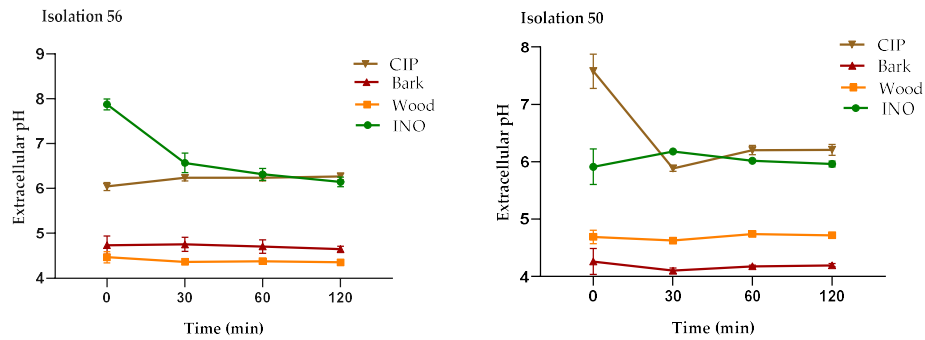 Isolation 56
9
8
7
6
5
4
Extracellular pH
0 30 60 120
Time (min)
CIP
Bark
Wood
INO
Isolation 50
8
7
6
5
4
Extracellular pH
0 30 60 120
Time (min)
CIP
Bark
Wood
INO